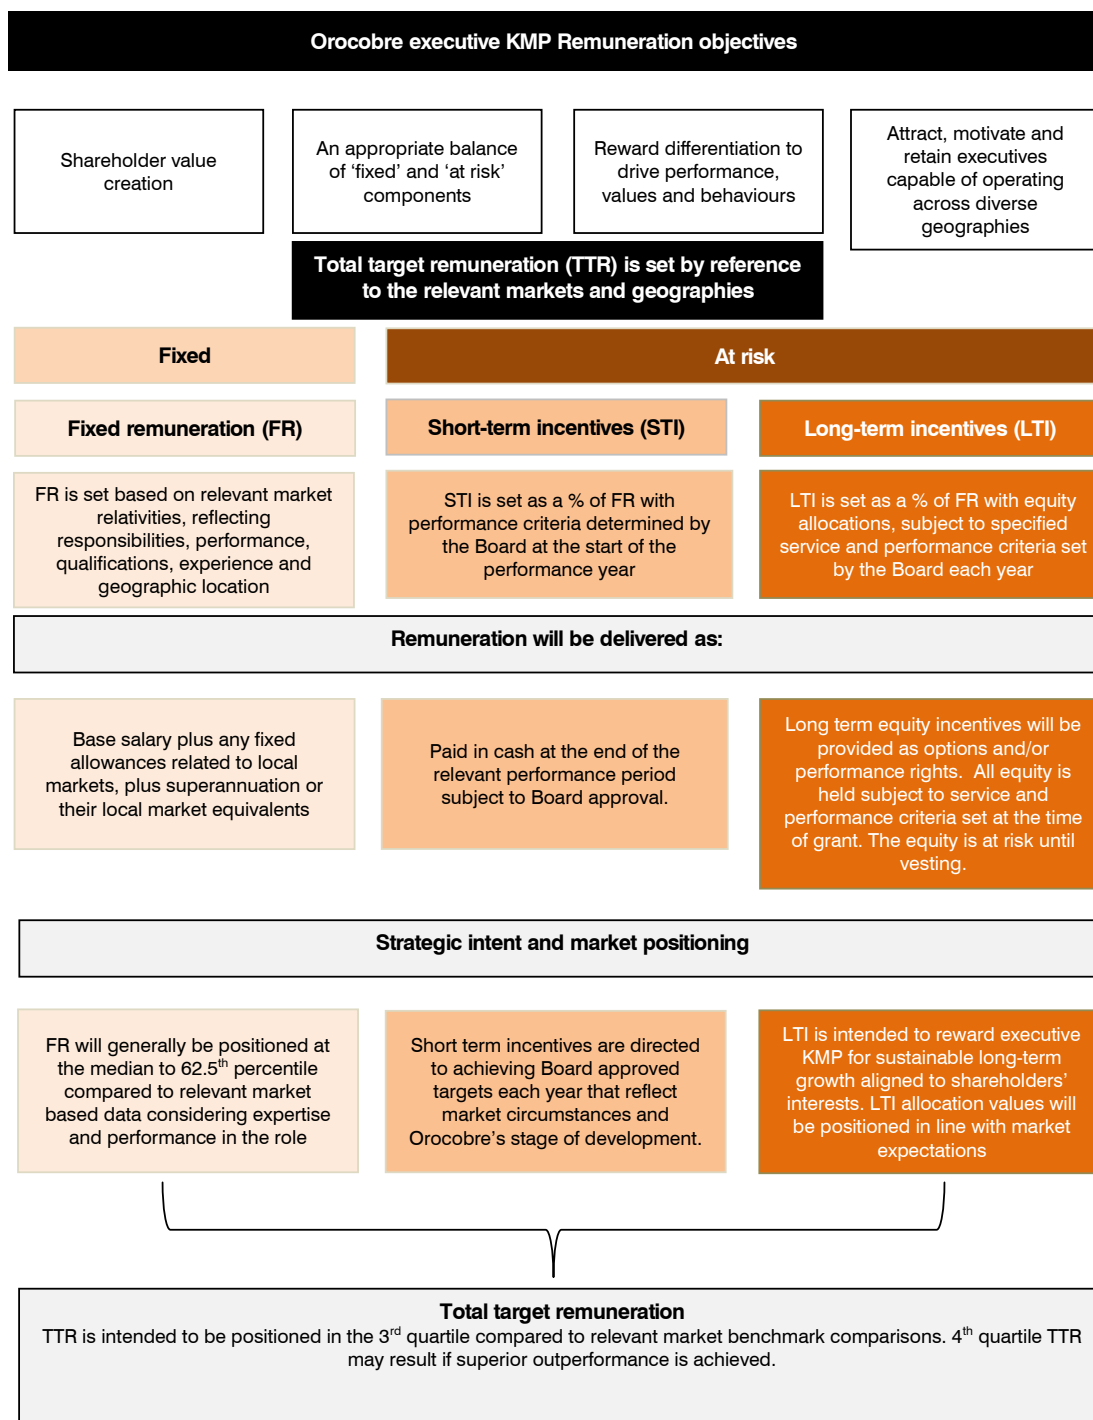 Orocobre executive KMP Remuneration objectives
Shareholder value
creation
An appropriate balance
of ‘fixed’ and ‘at risk’
components
Reward differentiation to
drive performance,
values and behaviours
Attract, motivate and
retain executives
capable of operating
across diverse
geographies
Total target remuneration (TTR) is set by reference
to the relevant markets and geographies
Fixed
At risk
Fixed remuneration (FR)
Short-term incentives (STI)
Long-term incentives (LTI)
FR is set based on relevant market
relativities, reflecting
responsibilities, performance,
qualifications, experience and
geographic location
STI is set as a % of FR with
performance criteria determined by
the Board at the start of the
performance year
LTI is set as a % of FR with equity
allocations, subject to specified
service and performance criteria set
by the Board each year
Remuneration will be delivered as:
Base salary plus any fixed
allowances related to local
markets, plus superannuation or
their local market equivalents
Paid in cash at the end of the
relevant performance period
subject to Board approval.
Long term equity incentives will be
provided as options and/or
performance rights.  All equity is
held subject to service and
performance criteria set at the time
of grant. The equity is at risk until
vesting.
Strategic intent and market positioning
FR will generally be positioned at
the median to 62.5th percentile
compared to relevant market
based data considering expertise
and performance in the role
Short term incentives are directed
to achieving Board approved
targets each year that reflect
market circumstances and
Orocobre’s stage of development.
LTI is intended to reward executive
KMP for sustainable long-term
growth aligned to shareholders’
interests. LTI allocation values will
be positioned in line with market
expectations
Total target remuneration
TTR is intended to be positioned in the 3rd quartile compared to relevant market benchmark comparisons. 4th quartile TTR
may result if superior outperformance is achieved.